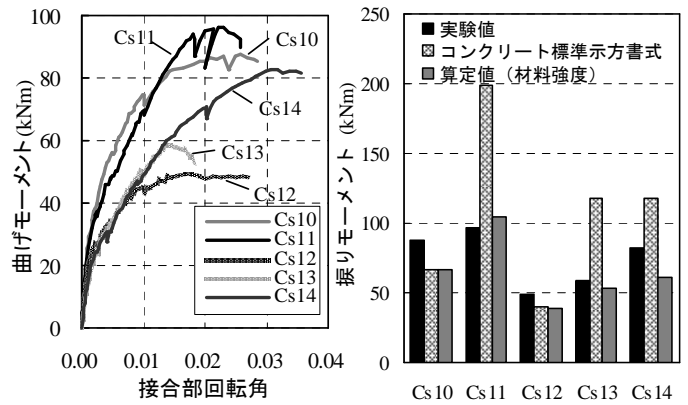 100
80
60
40
20
0
曲げモーメント(kNm)
Cs11
Cs10
Cs14
Cs13
Cs12
Cs10
Cs11
Cs12
Cs13
Cs14
0.00 0.01 0.02 0.03 0.04
接合部回転角
250
200
150
100
50
0
捩りモーメント (kNm)
実験値
コンクリート標準示方書式
算定値（材料強度）
Cs10 Cs11 Cs12 Cs13 Cs14